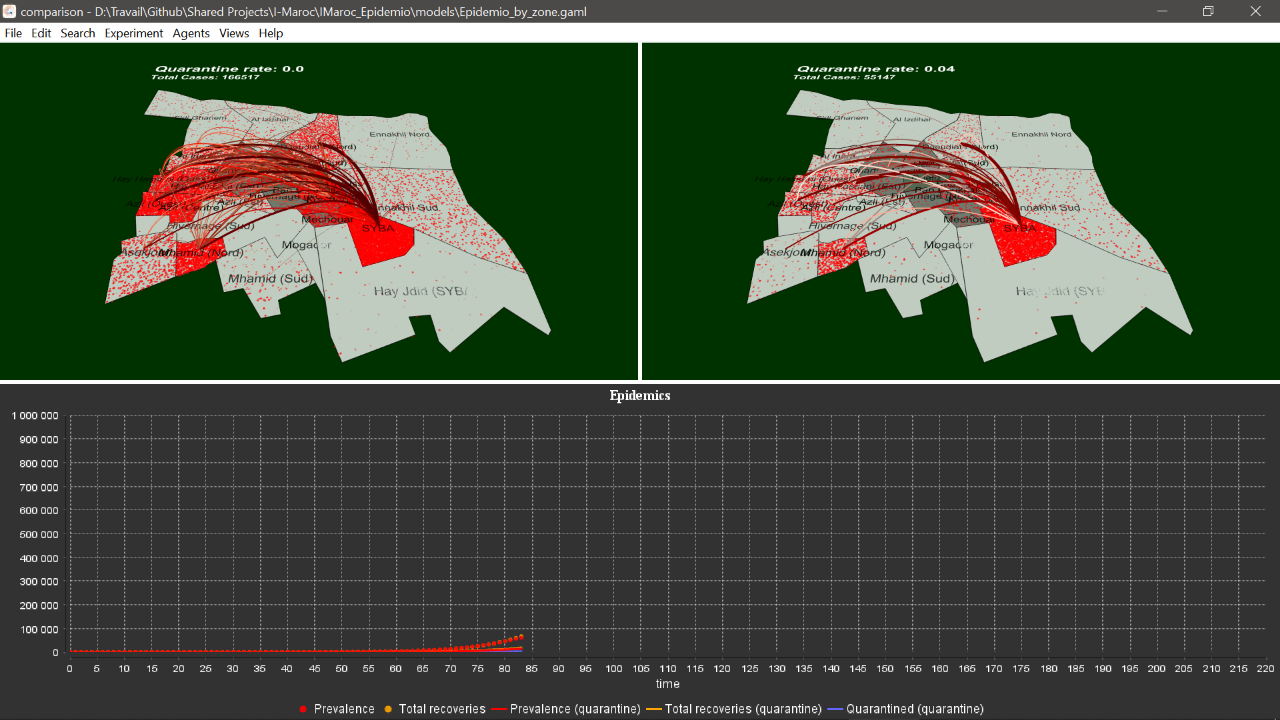 comparison - D:\Travail\Github\Shared Projects\I-Maroc\IMaroc_Epidemio\models\Epidemio_by_zone.gaml
File Edit Search Experiment Agents Views Help
Quarantine rate: 0.0
Total Cases: 166517
Al Izdihar
Ennakhil Nord
Ennakhil Sud
Azli (Centre)
Hivernage (Sud)
Mechouar
SYBA
Mogador
Mhamid (Nord)
Mhamid (Sud)
Hay Jdid (SYBA
Quarantine rate: 0.04
Total Cases: 55147
Al Izdihar
Ennakhil Nord
Ennakhil Sud
Azli (Centre)
Hivernage (Sud)
Mechouar
SYBA
Mogador
Mhamid (Nord)
Mhamid (Sud)
Epidemics
1 000 000
900 000
800 000
700 000
600 000
500 000
400 000
300 000
200 000
100 000
0
0 5 10 15 20 25 30 35 40 45 50 55 60 65 70 75 80 85 90 95 100 105 110 115 120 125 130 135 140 145 150 155 160 165 170 175 180 185 190 195 200 205 210 215 220
time
Prevalence Total recoveries Prevalence (quarantine) Total recoveries (quarantine) Quarantined (quarantine)